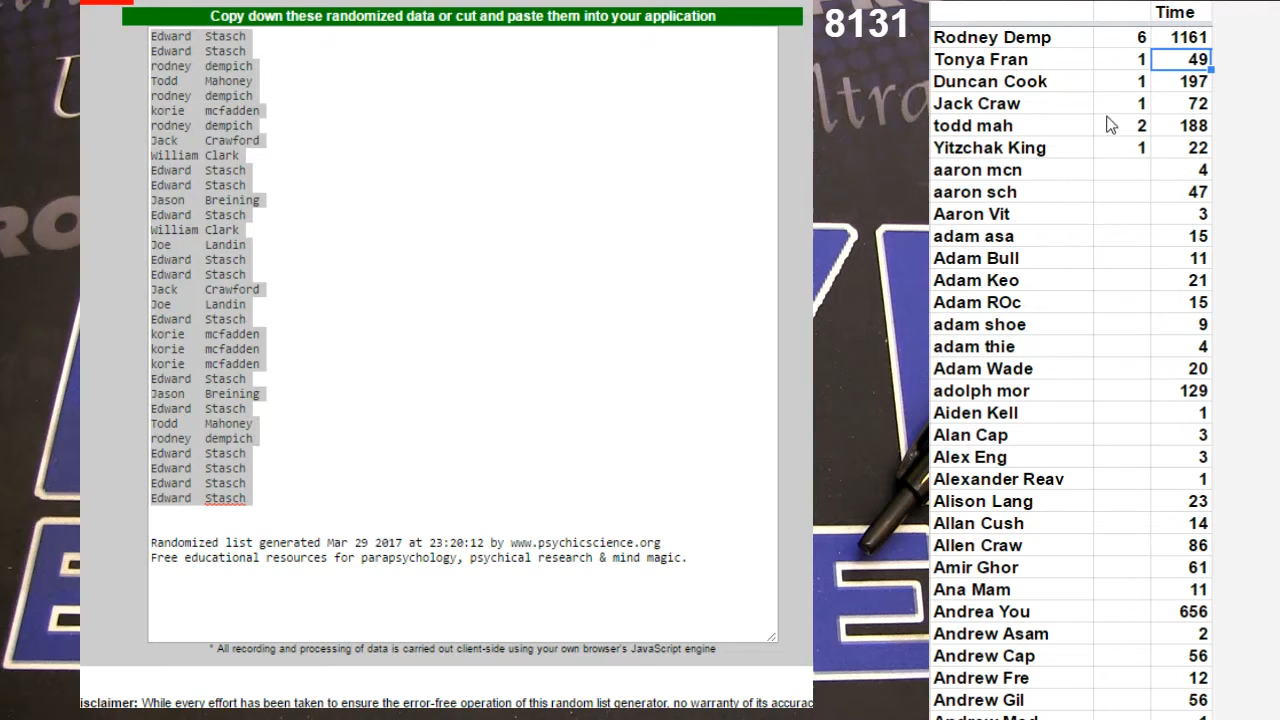 Copy down these randomized data or cut and paste them into your application
Edward Stasch
Edward Stasch
rodney dempich
Todd Mahoney
rodney dempich
korie mcfadden
rodney dempich
Jack Crawford
William Clark
Edward Stasch
Edward Stasch
Jason Breining
Edward Stasch
William Clark
Joe Landin
Edward Stasch
Edward Stasch
Jack Crawford
Joe Landin
Edward Stasch
korie mcfadden
korie mcfadden
korie mcfadden
Edward Stasch
Jason Breining
Edward Stasch
Todd Mahoney
rodney dempich
Edward Stasch
Edward Stasch
Edward Stasch
Edward Stasch
Randomized list generated Mar 29 2017 at 23:20:12 by www.psychicscience.org
Free educational resources for parapsychology, psychical research & mind magic.
* All recording and processing of data is carried out client-side using your own browser's JavaScript engine
isclaimer: While every effort has been taken to ensure the error-free operation of this random list generator, no warranty of its accurac
8131
Time
Rodney Demp 6 1161
Tonya Fran 1 49
Duncan Cook 1 197
Jack Craw 1 72
todd mah 2 188
Yitzchak King 1 22
aaron mcn 4
aaron sch 47
Aaron Vit 3
adam asa 15
Adam Bull 11
Adam Keo 21
Adam ROc 15
adam shoe 9
adam thie 4
Adam Wade 20
adolph mor 129
Aiden Kell 1
Alan Cap 3
Alex Eng 3
Alexander Reav 1
Alison Lang 23
Allan Cush 14
Allen Craw 86
Amir Ghor 61
Ana Mam 11
Andrea You 656
Andrew Asam 2
Andrew Cap 56
Andrew Fre 12
Andrew Gil 56